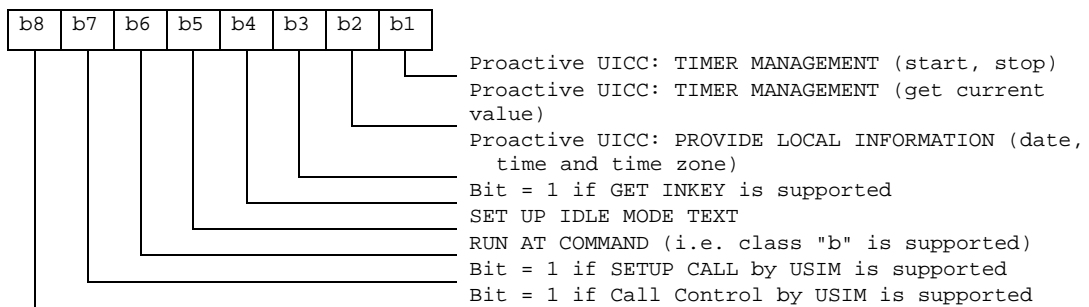 b8 b7 b6 b5 b4 b3 b2 b1
Proactive UICC: TIMER MANAGEMENT (start, stop)
Proactive UICC: TIMER MANAGEMENT (get current
value)
Proactive UICC: PROVIDE LOCAL INFORMATION (date,
time and time zone)
Bit = 1 if GET INKEY is supported
SET UP IDLE MODE TEXT
RUN AT COMMAND (i.e. class "b" is supported)
Bit = 1 if SETUP CALL by USIM is supported
Bit = 1 if Call Control by USIM is supported